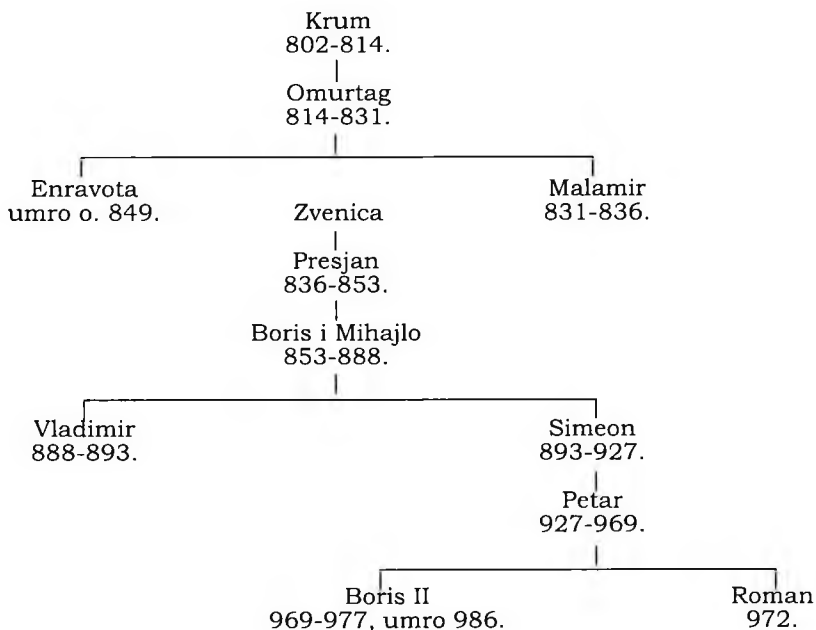 Krum
802-814.
Omurtag
814-831.
Enravota
umro o. 849.
Zvenica
Malamir
831-836.
Presjan
836-853.
Boris i Mihajlo
853-888.
Vladimir
888-893.
Simeon
893-927.
Petar
927-969.
Boris II
969-977, umro 986.
Roman
972.